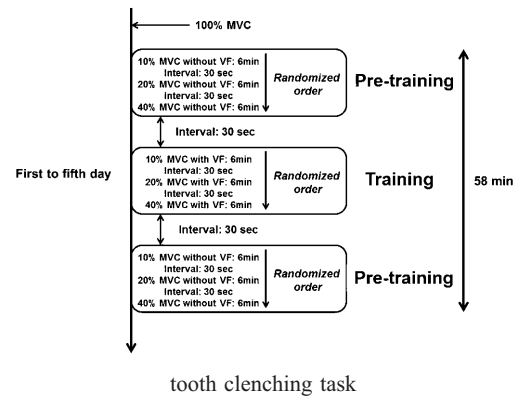 100% MVC
10% MVC without VF: 6min
Interval: 30 sec
20% MVC without VF: 6min
Interval: 30 sec
40% MVC without VF: 6min
Randomized
order
Pre-training
Interval: 30 sec
First to fifth day
10% MVC with VF: 6min
Interval: 30 sec
20% MVC with VF: 6min
Interval: 30 sec
40% MVC with VF: 6min
Randomized
order
Training
58 min
Interval: 30 sec
10% MVC without VF: 6min
Interval: 30 sec
20% MVC without VF: 6min
Interval: 30 sec
40% MVC without VF: 6min
Randomized
order
Pre-training
tooth clenching task